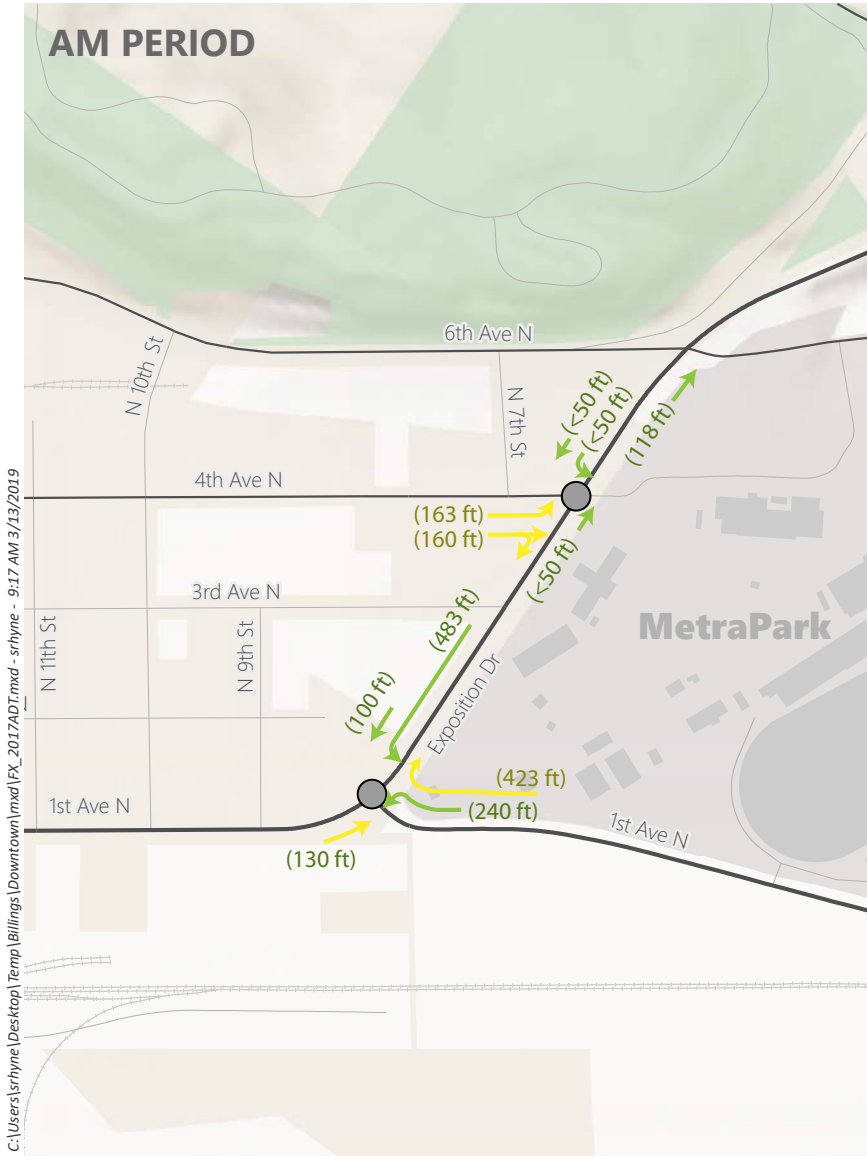 AM PERIOD
6th Ave N
N 10th St
N 7th St
(<50 ft)
(<50 ft)
(118 ft)
4th Ave N
(163 ft)
(160 ft)
(<50 ft)
3rd Ave N
(483 ft)
MetraPark
N 11th St
N 9th St
(100 ft)
Exposition Dr
(423 ft)
1st Ave N
(240 ft)
1st Ave N
(130 ft)
C:\Users\srhyne\Desktop\Temp\Billings\Downtown\mxd\FX_2017ADT.mxd - srhyne - 9:17 AM 3/13/2019